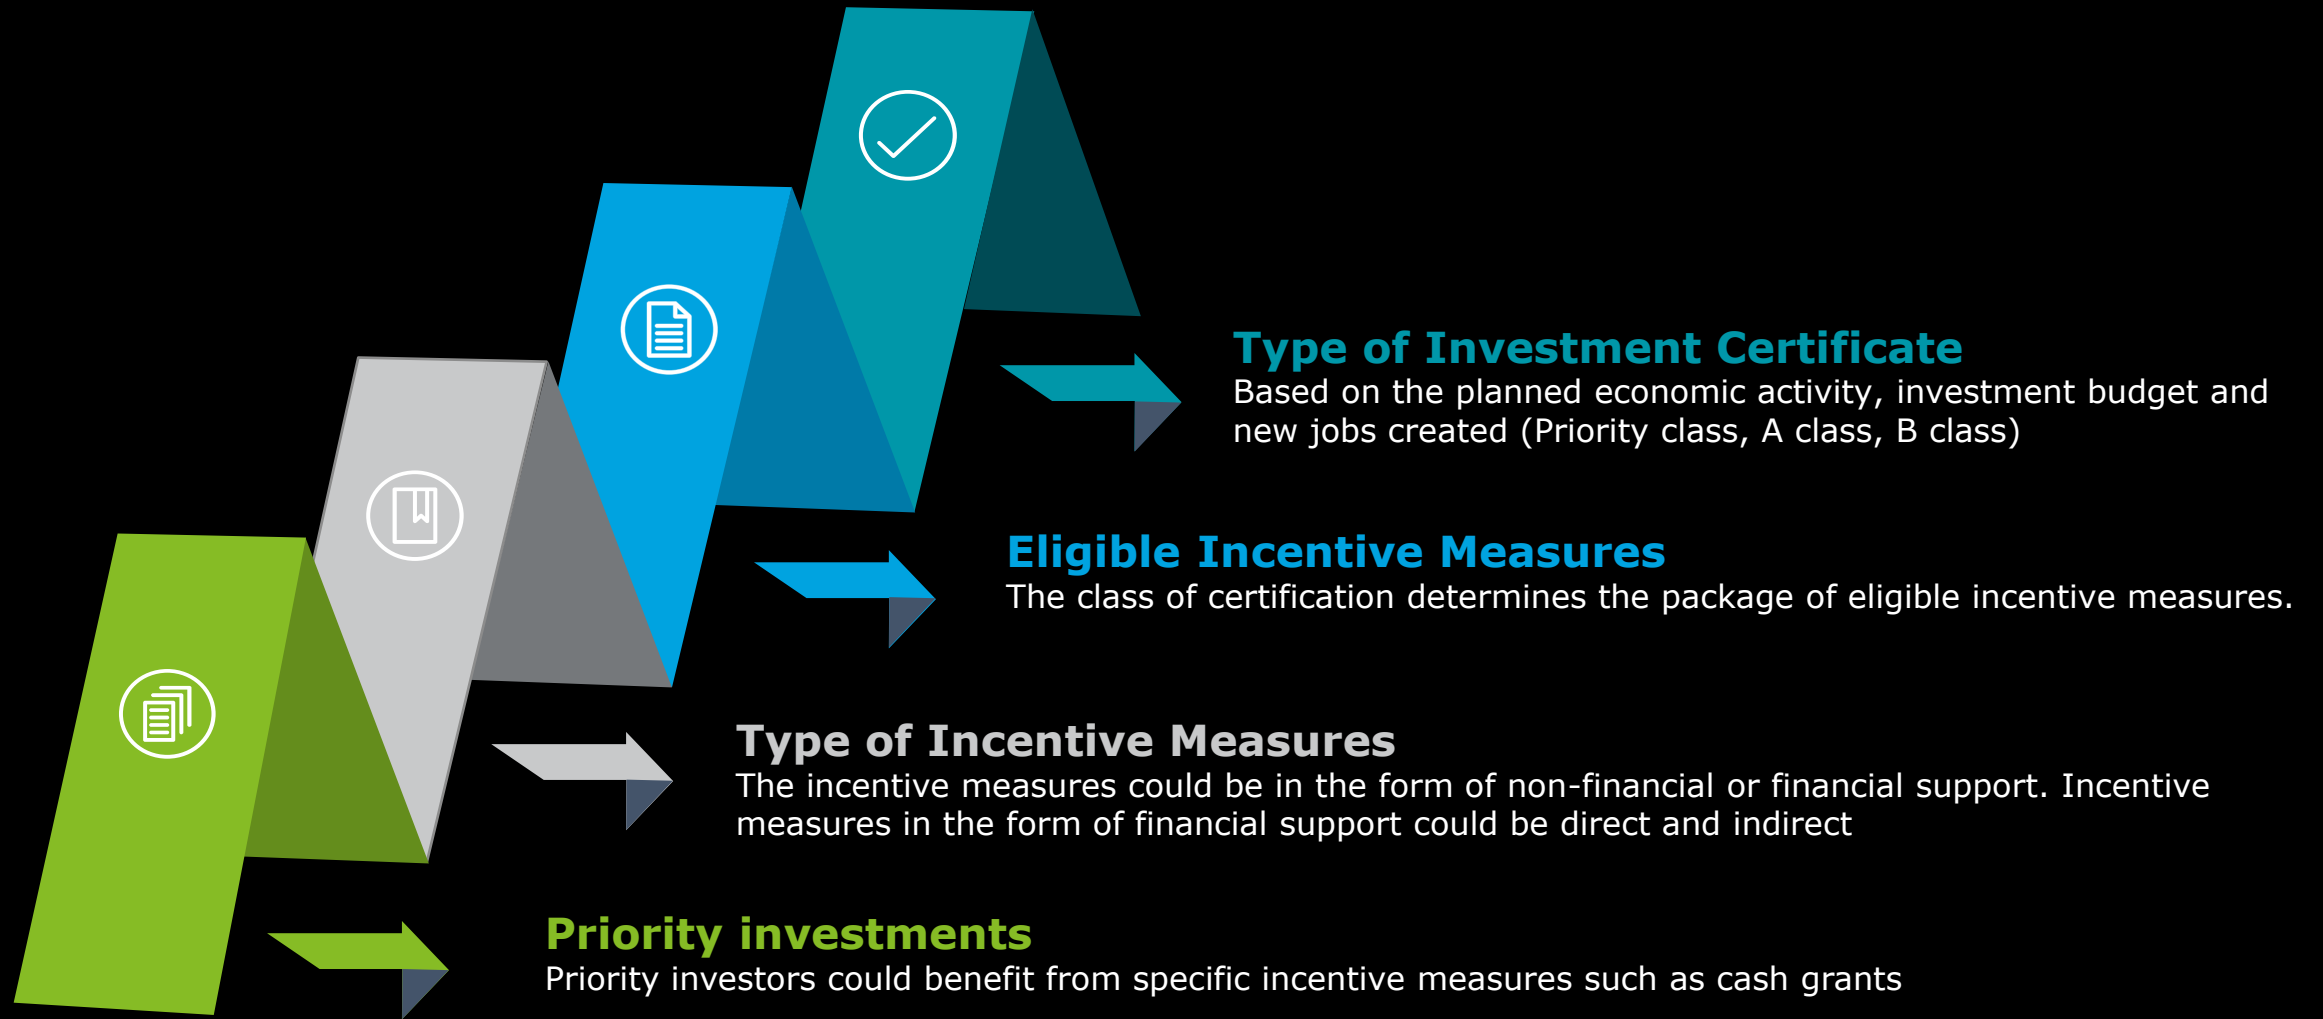 Type of Investment Certificate
Based on the planned economic activity, investment budget and
new jobs created (Priority class, A class, B class)
Eligible Incentive Measures
The class of certification determines the package of eligible incentive measures.
Type of Incentive Measures
The incentive measures could be in the form of non-financial or financial support. Incentive
measures in the form of financial support could be direct and indirect
Priority investments
Priority investors could benefit from specific incentive measures such as cash grants